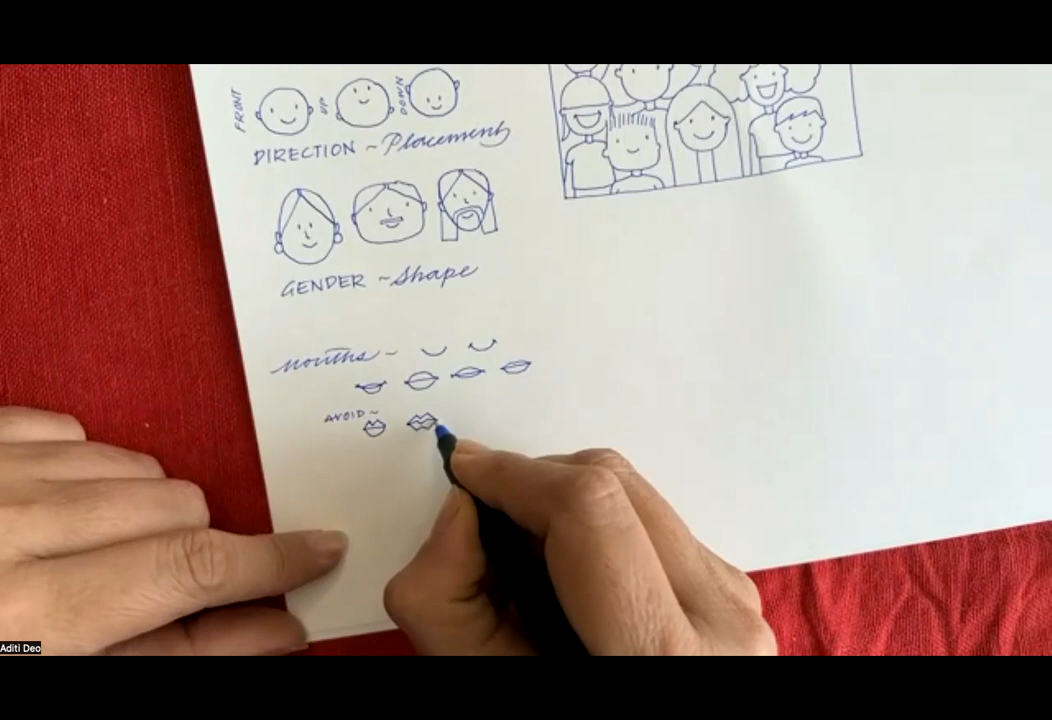 FRONT UP DOWN
DIRECTION ~ Placement
GENDER ~ Shape
Mouths ~
AVOID ~
Aditi Deo